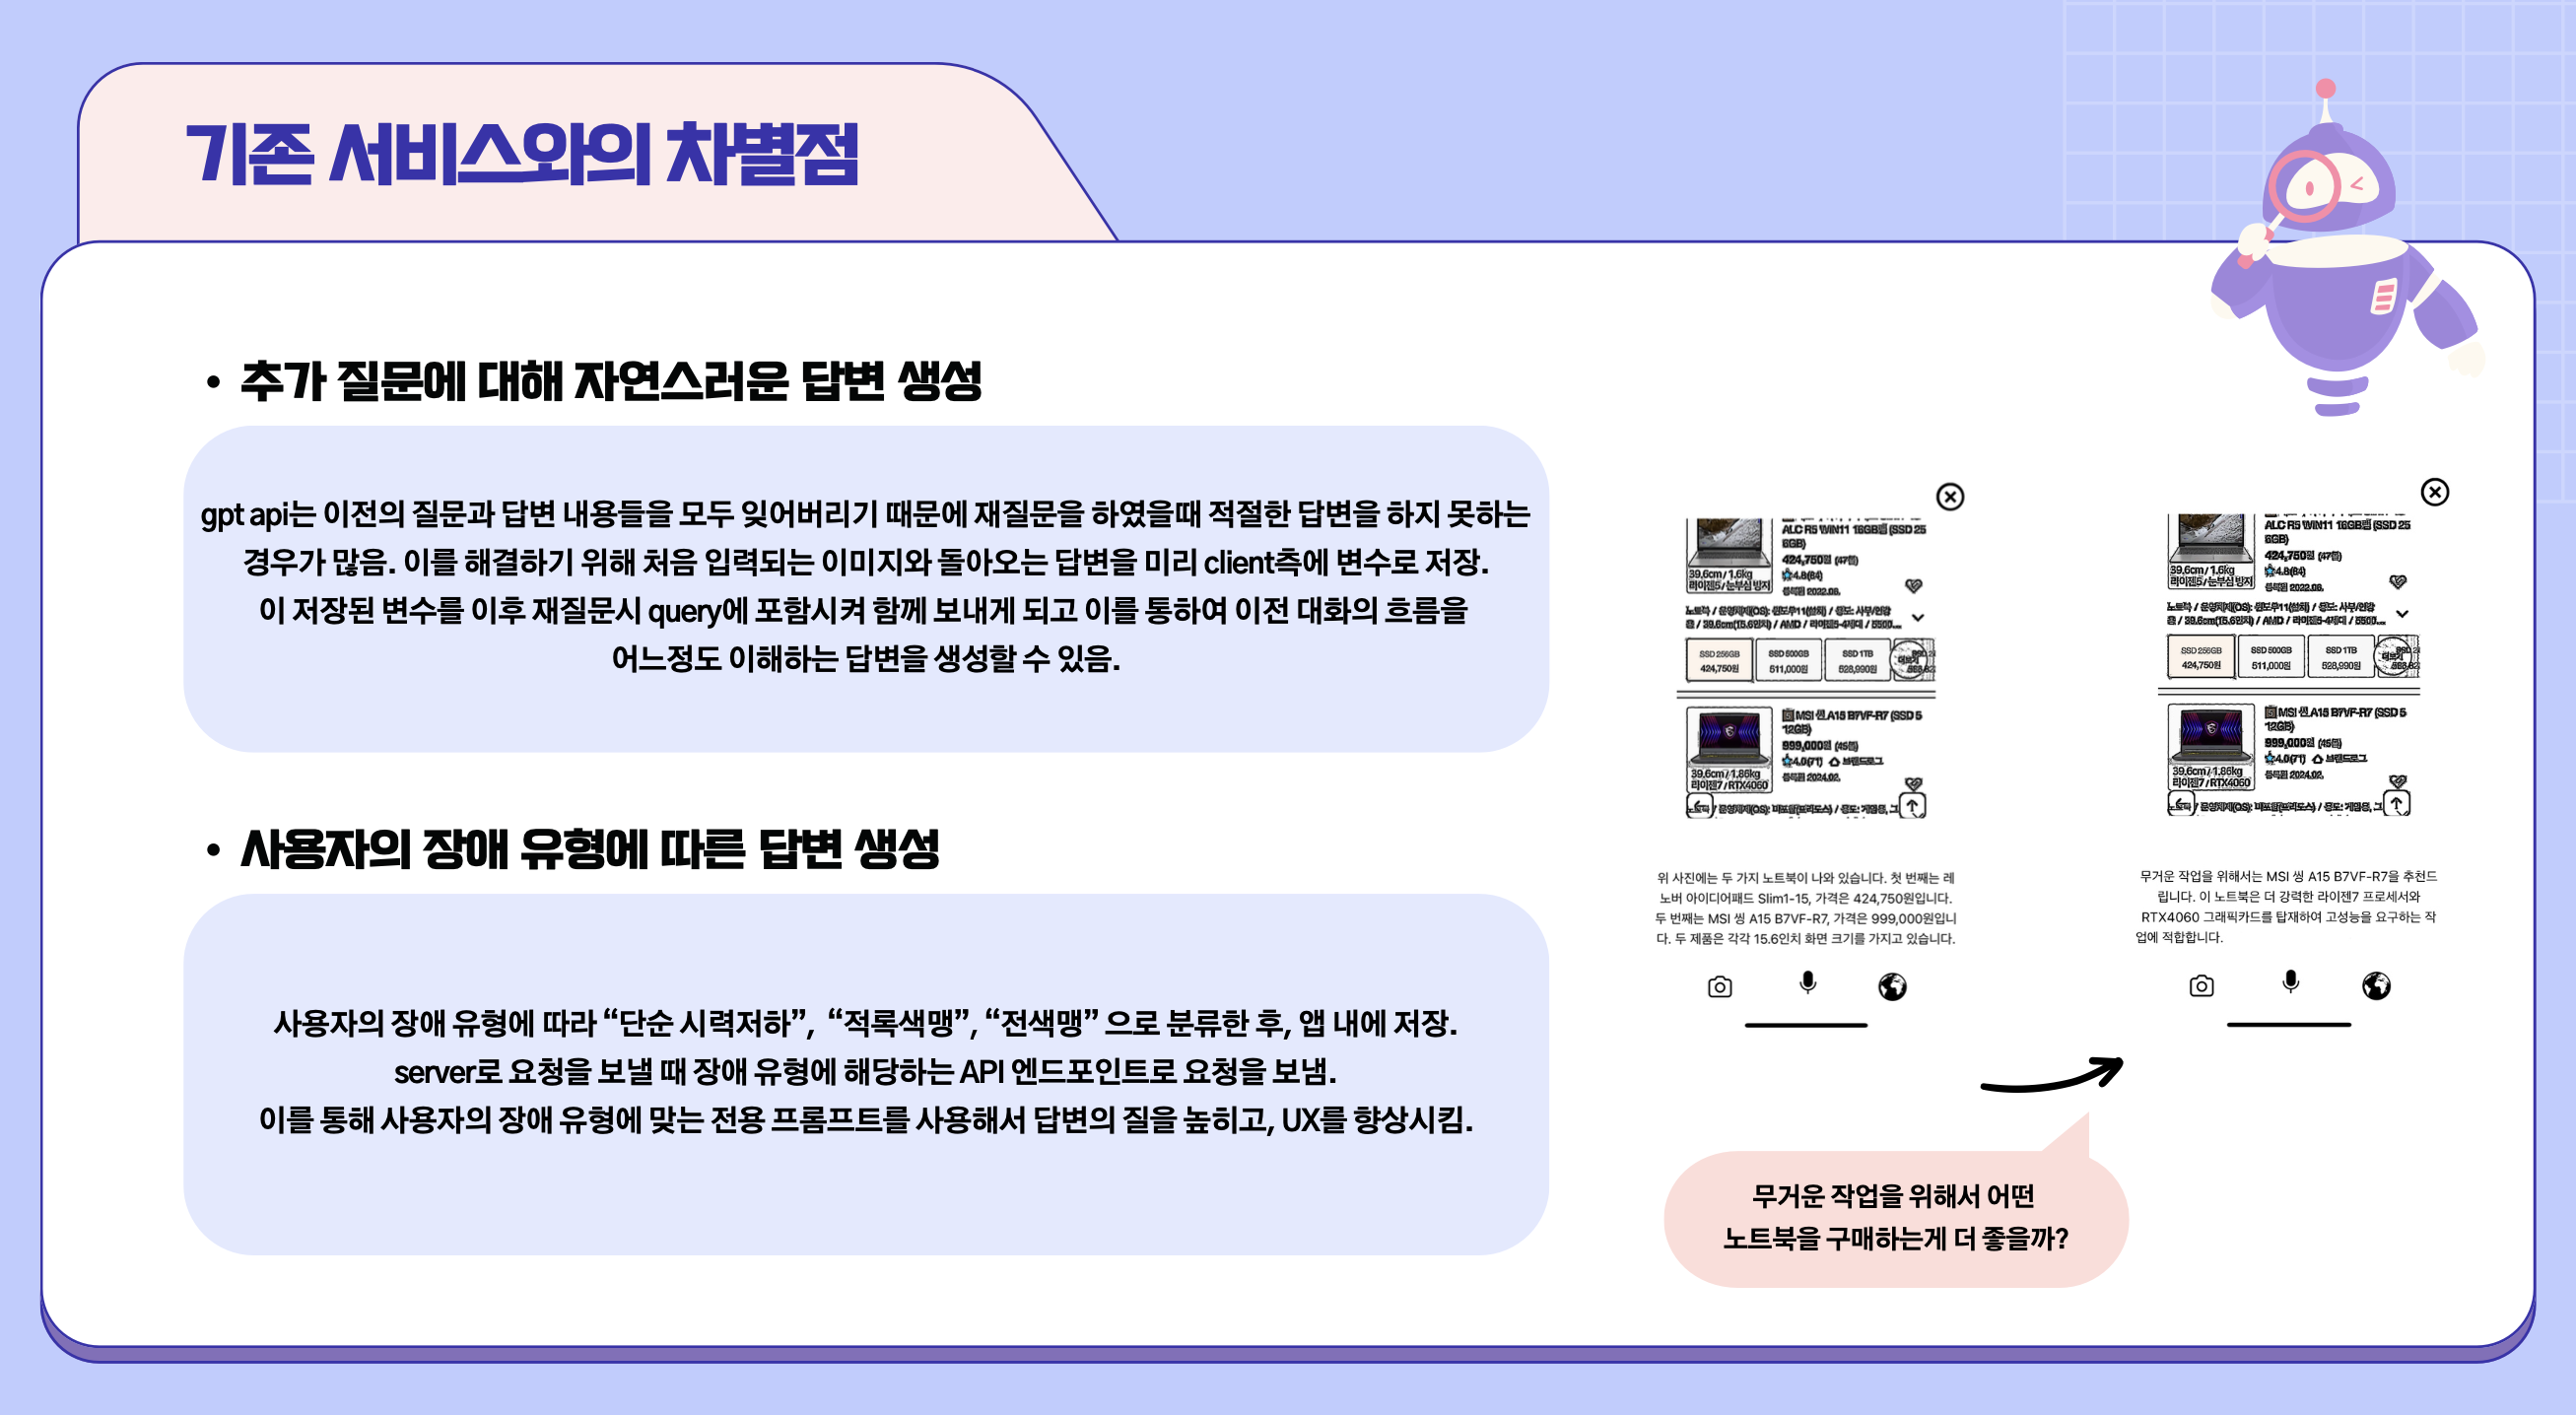 기존 서비스와의 차별점
• 추가 질문에 대해 자연스러운 답변 생성
gpt api는 이전의 질문과 답변 내용들을 모두 잊어버리기 때문에 재질문을 하였을때 적절한 답변을 하지 못하는
경우가 많음. 이를 해결하기 위해 처음 입력되는 이미지와 돌아오는 답변을 미리 client측에 변수로 저장.
이 저장된 변수를 이후 재질문시 query에 포함시켜 함께 보내게 되고 이를 통하여 이전 대화의 흐름을
어느정도 이해하는 답변을 생성할 수 있음.
• 사용자의 장애 유형에 따른 답변 생성
사용자의 장애 유형에 따라 “단순 시력저하”, “적록색맹”, “전색맹” 으로 분류한 후, 앱 내에 저장.
server로 요청을 보낼 때 장애 유형에 해당하는 API 엔드포인트로 요청을 보냄.
이를 통해 사용자의 장애 유형에 맞는 전용 프롬프트를 사용해서 답변의 질을 높히고, UX를 향상시킴.
ALC R5 WIN11 16GB램 (SSD 25
6GB)
424,750원 (47몰)
4.8(84)
등록월 2022.08.
39.6cm / 1.6kg
라이젠5 / 눈부심 방지
노트북 / 운영체제(OS): 윈도우11(설치) / 용도: 사무/인강
용 / 39.6cm(15.6인치) / AMD / 라이젠5-4세대 / 5500....
SSD 256GB SSD 500GB SSD 1TB
424,750원 511,000원 528,990원
더보기
MSI 씬 A15 B7VF-R7 (SSD 5
12GB)
999,000원 (45몰)
4.0(71) 브랜드로그
등록월 2024.02.
39.6cm / 1.86kg
라이젠7 / RTX4060
노트북 / 운영체제(OS): 미포함(프리도스) / 용도: 게임용, 그
위 사진에는 두 가지 노트북이 나와 있습니다. 첫 번째는 레
노버 아이디어패드 Slim1-15, 가격은 424,750원입니다.
두 번째는 MSI 씽 A15 B7VF-R7, 가격은 999,000원입니
다. 두 제품은 각각 15.6인치 화면 크기를 가지고 있습니다.
ALC R5 WIN11 16GB램 (SSD 25
6GB)
424,750원 (47몰)
4.8(84)
등록월 2022.08.
39.6cm / 1.6kg
라이젠5 / 눈부심 방지
노트북 / 운영체제(OS): 윈도우11(설치) / 용도: 사무/인강
용 / 39.6cm(15.6인치) / AMD / 라이젠5-4세대 / 5500....
SSD 256GB SSD 500GB SSD 1TB
424,750원 511,000원 528,990원
더보기
MSI 씬 A15 B7VF-R7 (SSD 5
12GB)
999,000원 (45몰)
4.0(71) 브랜드로그
등록월 2024.02.
39.6cm / 1.86kg
라이젠7 / RTX4060
노트북 / 운영체제(OS): 미포함(프리도스) / 용도: 게임용, 그
무거운 작업을 위해서는 MSI 씽 A15 B7VF-R7을 추천드
립니다. 이 노트북은 더 강력한 라이젠7 프로세서와
RTX4060 그래픽카드를 탑재하여 고성능을 요구하는 작
업에 적합합니다.
무거운 작업을 위해서 어떤
노트북을 구매하는게 더 좋을까?